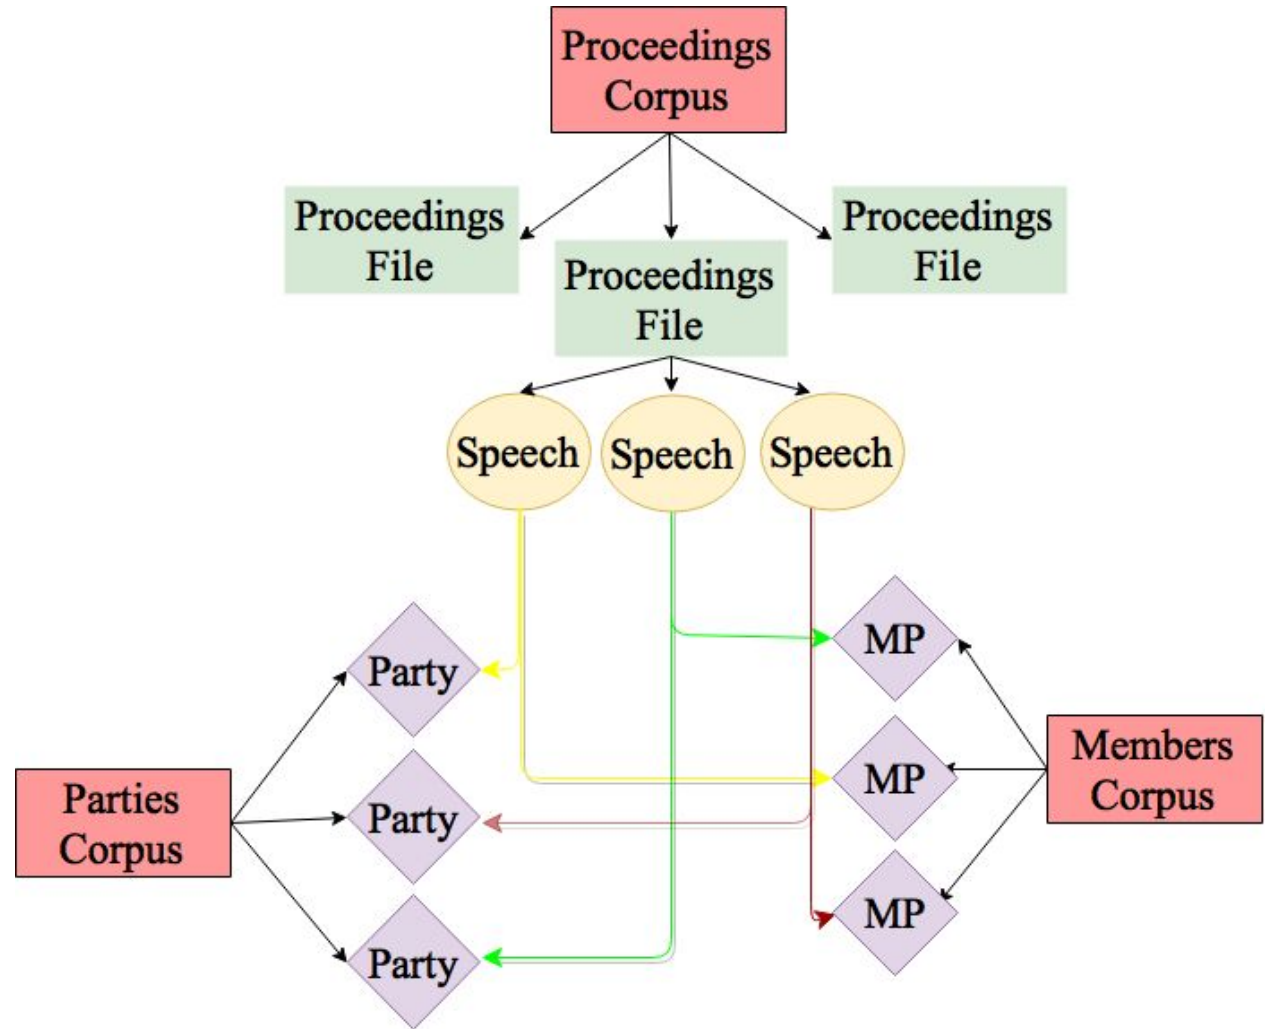 Proceedings
Corpus
Proceedings
File
Proceedings
File
Proceedings
File
Speech
Speech
Speech
Party
Party
Party
MP
MP
MP
Parties
Corpus
Members
Corpus